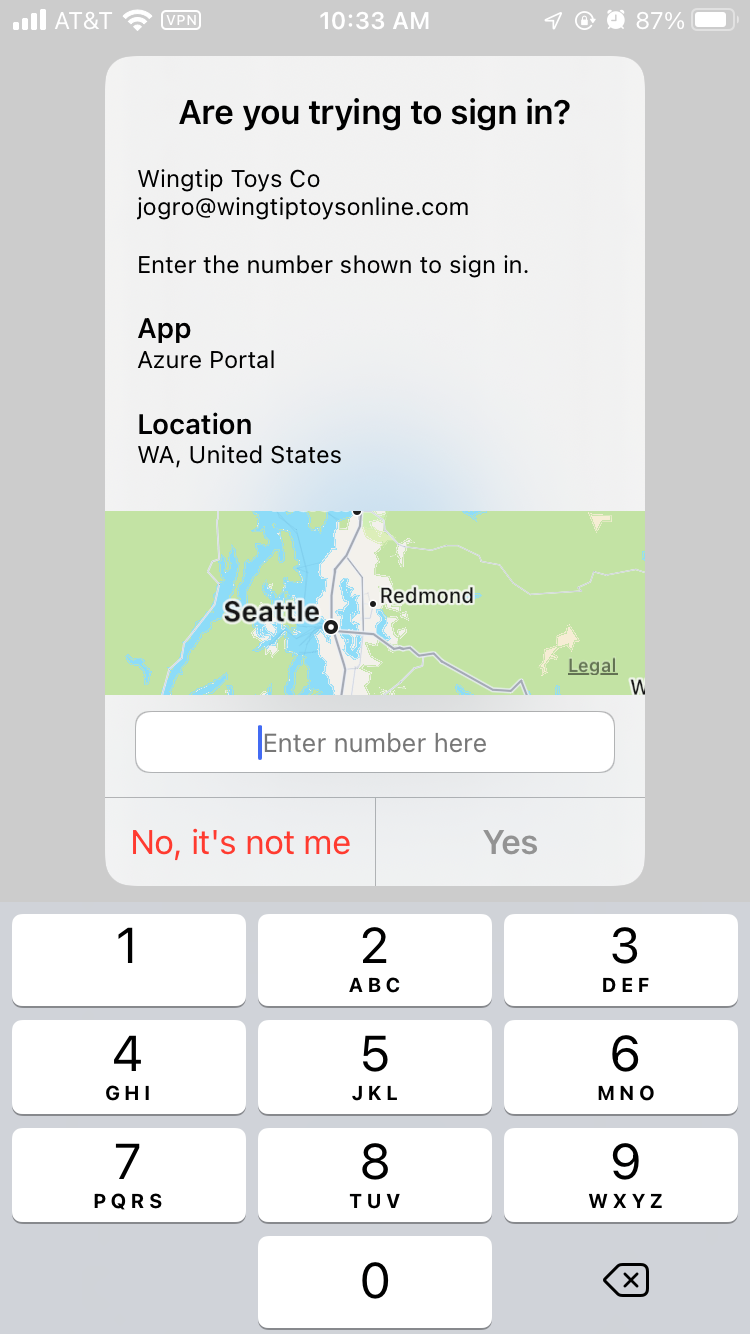 AT&T VPN 10:33 AM 87%
Are you trying to sign in?
Wingtip Toys Co
jogro@wingtiptoysonline.com
Enter the number shown to sign in.
App
Azure Portal
Location
WA, United States
Redmond
Seattle
Legal
W
Enter number here
No, it's not me Yes
1 2 3
ABC DEF
4 5 6
GHI JKL MNO
7 8 9
PQRS TUV WXYZ
0